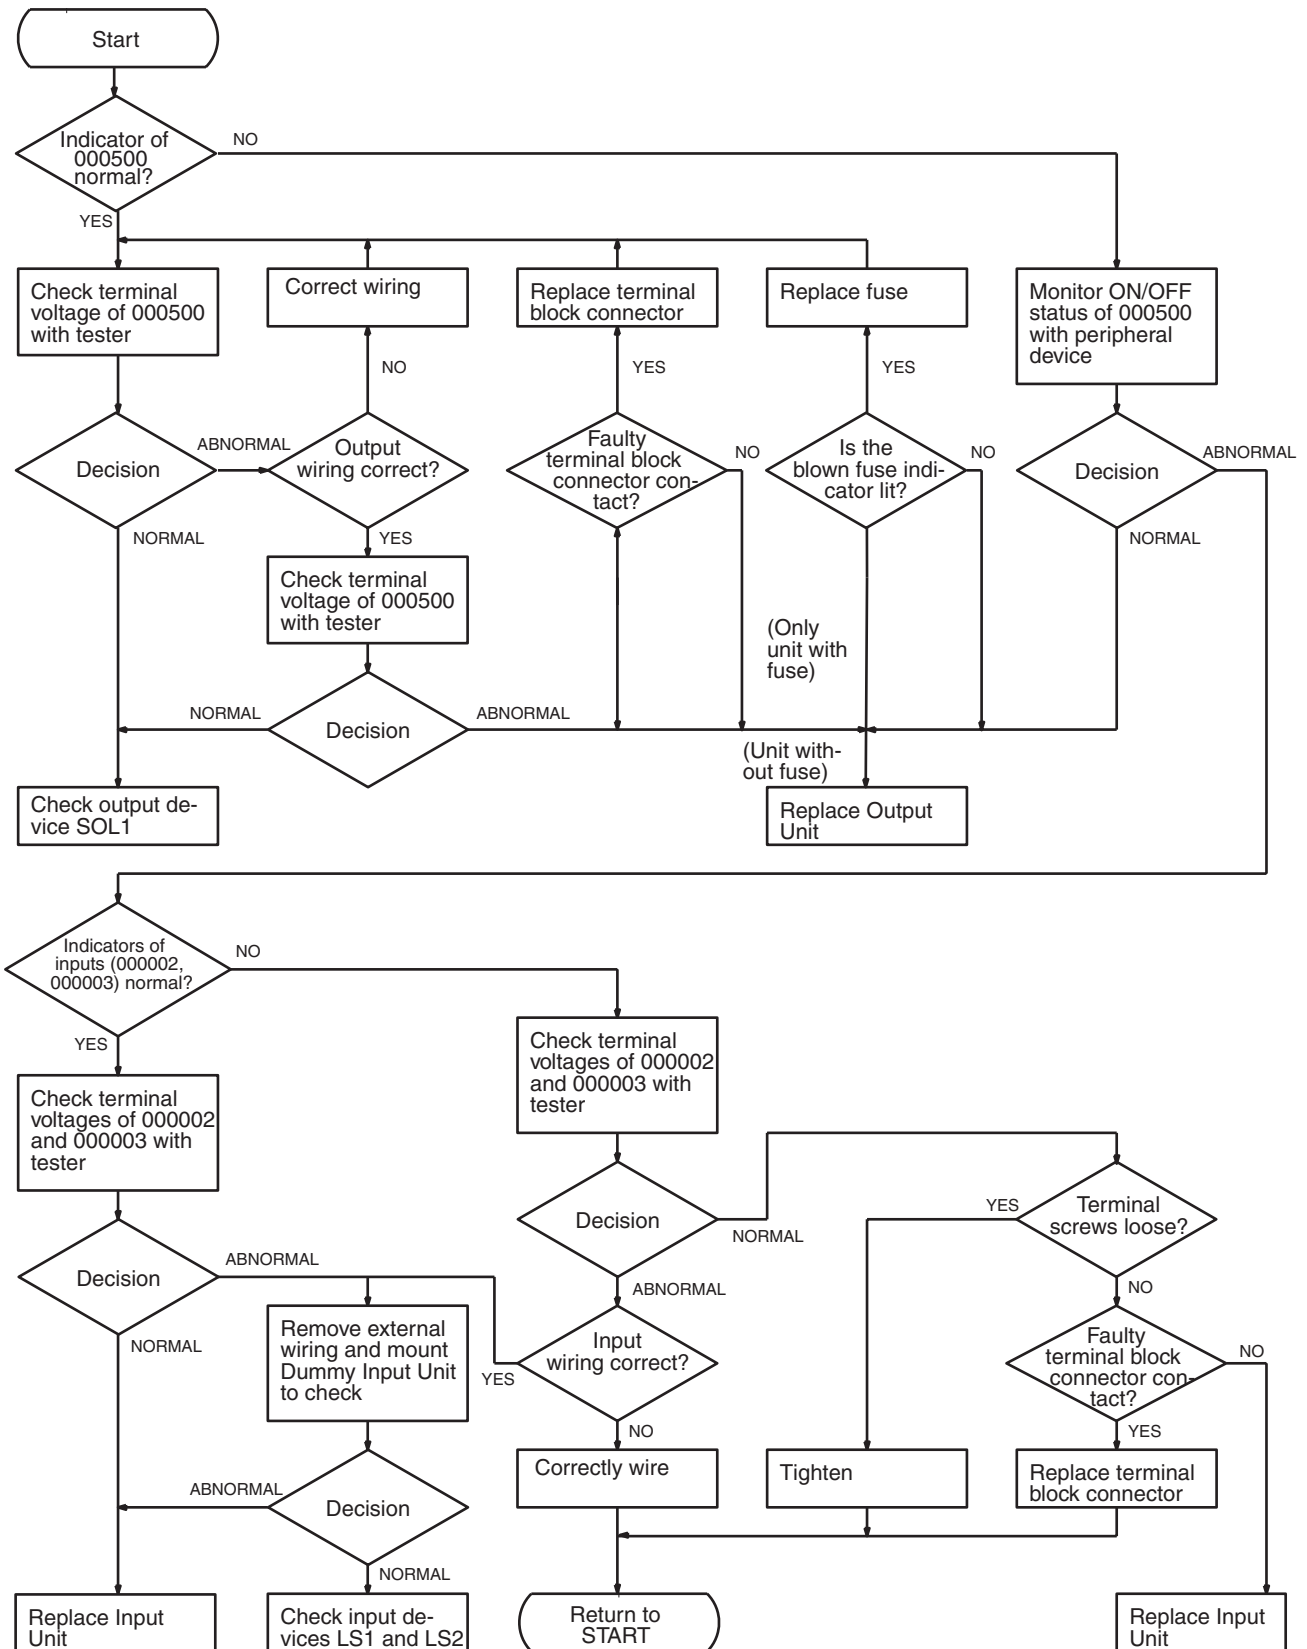 Start
Indicator of
000500
normal?
NO
YES
Check terminal
voltage of 000500
with tester
Correct wiring
Replace terminal
block connector
Replace fuse
Monitor ON/OFF
status of 000500
with peripheral
device
NO
YES
YES
Decision
ABNORMAL
Output
wiring correct?
Faulty
terminal block
connector con-
tact?
NO
Is the
blown fuse indi-
cator lit?
NO
Decision
ABNORMAL
NORMAL
YES
NORMAL
Check terminal
voltage of 000500
with tester
(Only
unit with
fuse)
NORMAL
Decision
ABNORMAL
(Unit with-
out fuse)
Check output de-
vice SOL1
Replace Output
Unit
Indicators of
inputs (000002,
000003) normal?
NO
YES
Check terminal
voltages of 000002
and 000003 with
tester
Check terminal
voltages of 000002
and 000003 with
tester
Decision
NORMAL
YES
Terminal
screws loose?
Decision
ABNORMAL
ABNORMAL
NO
NORMAL
Remove external
wiring and mount
Dummy Input Unit
to check
YES
Input
wiring correct?
Faulty
terminal block
connector con-
tact?
NO
NO
YES
Correctly wire
Tighten
Replace terminal
block connector
ABNORMAL
Decision
NORMAL
Replace Input
Unit
Check input de-
vices LS1 and LS2
Return to
START
Replace Input
Unit